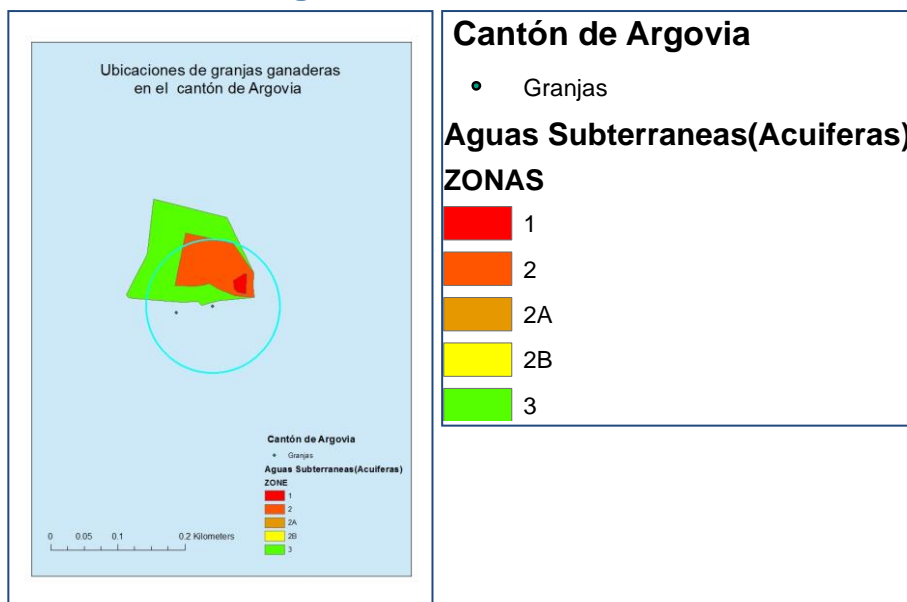 Ubicaciones de granjas ganaderas
en el cantón de Argovia
Cantón de Argovia
Granjas
Aguas Subterraneas(Acuiferas)
ZONE
1
2
2A
2B
3
0 0.05 0.1 0.2 Kilometers
Cantón de Argovia
Granjas
Aguas Subterraneas(Acuiferas)
ZONAS
1
2
2A
2B
3